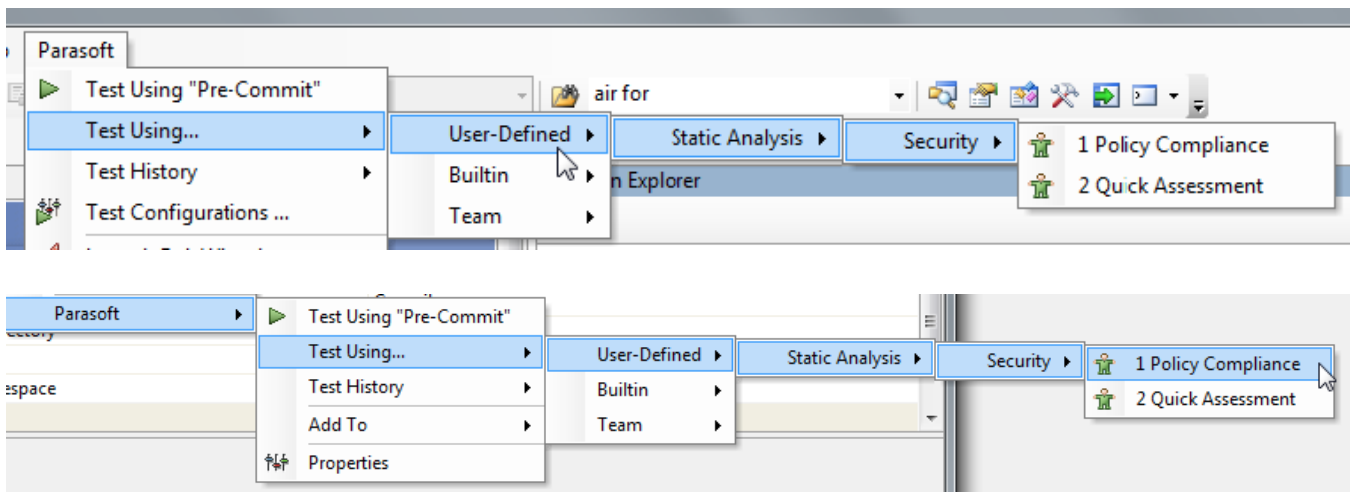 Parasoft
Test Using "Pre-Commit"
air for
Test Using...
User-Defined
Static Analysis
Security
1 Policy Compliance
Test History
Builtin
n Explorer
2 Quick Assessment
Test Configurations ...
Team
Parasoft
Test Using "Pre-Commit"
ectory
Test Using...
User-Defined
Static Analysis
Security
1 Policy Compliance
espace
Test History
Builtin
2 Quick Assessment
Add To
Team
Properties